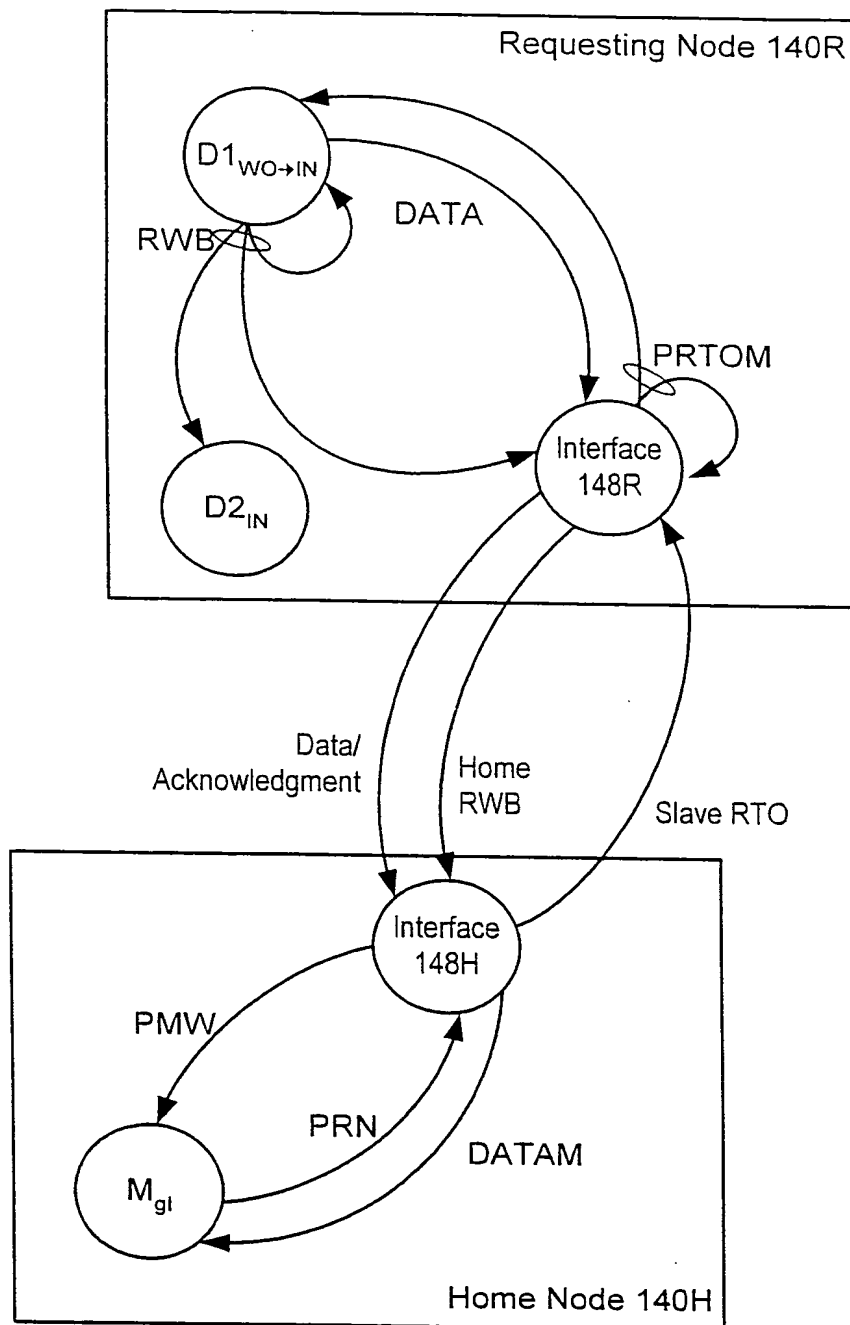 Requesting Node 140R
D1WO→IN
DATA
RWB
PRTOM
Interface
148R
D2IN
Data/
Acknowledgment
Home
RWB
Slave RTO
Interface
148H
PMW
PRN
DATAM
Mgl
Home Node 140H